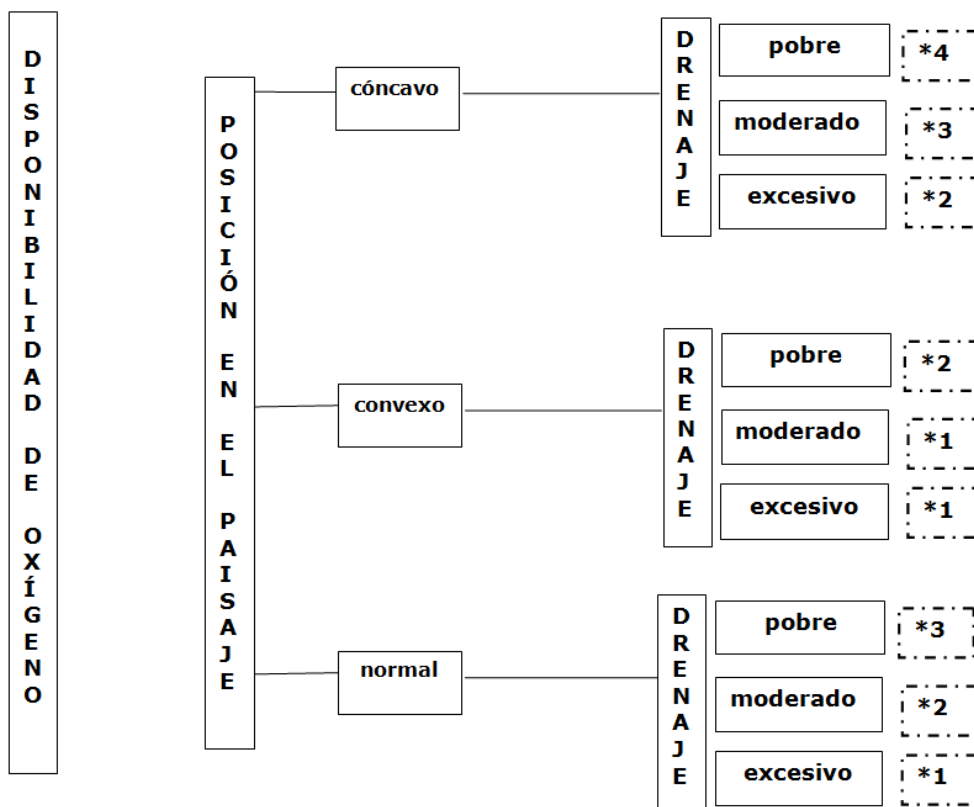 DISPONIBILIDAD DE OXÍGENO
POSICIÓN EN EL PAISAJE
cóncavo
DRENAJE
pobre *4
moderado *3
excesivo *2
convexo
DRENAJE
pobre *2
moderado *1
excesivo *1
normal
DRENAJE
pobre *3
moderado *2
excesivo *1